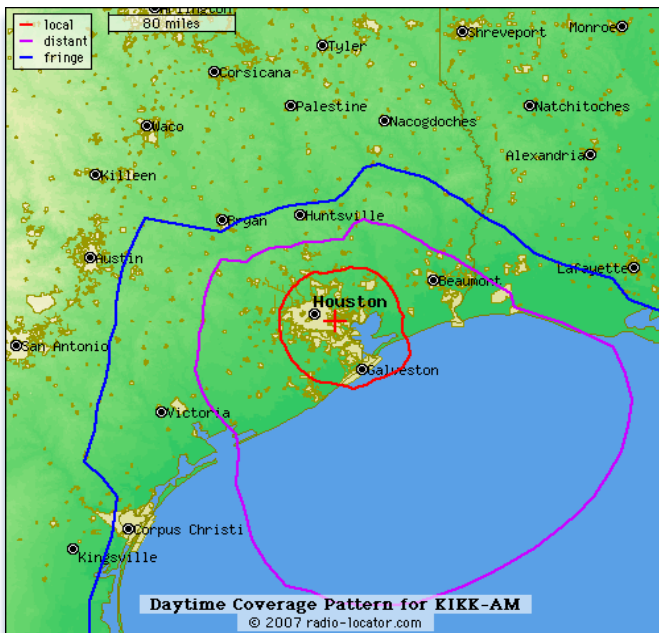 Arlington
80 miles
local
distant
fringe
Tyler
Shreveport
Monroe
Corsicana
Palestine
Natchitoches
Waco
Nacogdoches
Alexandria
Killeen
Bryan
Huntsville
Austin
Beaumont
Lafayette
Houston
San Antonio
Galveston
Victoria
Corpus Christi
Kingsville
Daytime Coverage Pattern for KIKK-AM
© 2007 radio-locator.com